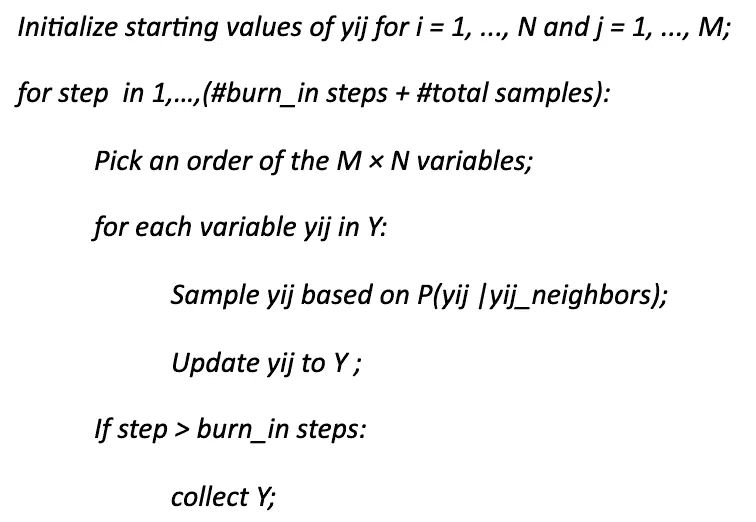 Initialize starting values of yij for i = 1, ..., N and j = 1, ..., M;
for step in 1,...,(#burn_in steps + #total samples):
Pick an order of the M × N variables;
for each variable yij in Y:
Sample yij based on P(yij |yij_neighbors);
Update yij to Y ;
If step > burn_in steps:
collect Y;